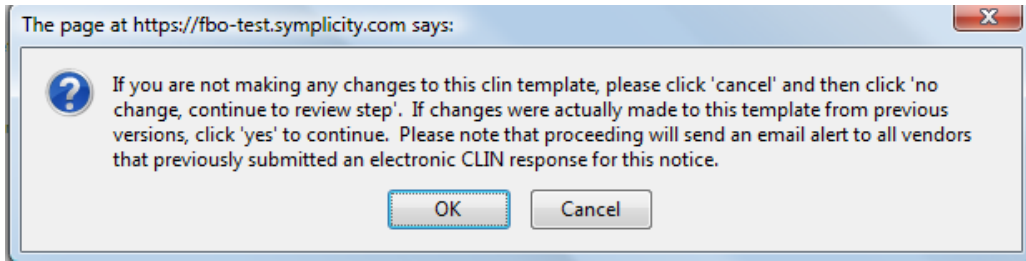 The page at https://fbo-test.symplicity.com says:
If you are not making any changes to this clin template, please click 'cancel' and then click 'no
change, continue to review step'. If changes were actually made to this template from previous
versions, click 'yes' to continue. Please note that proceeding will send an email alert to all vendors
that previously submitted an electronic CLIN response for this notice.
OK
Cancel